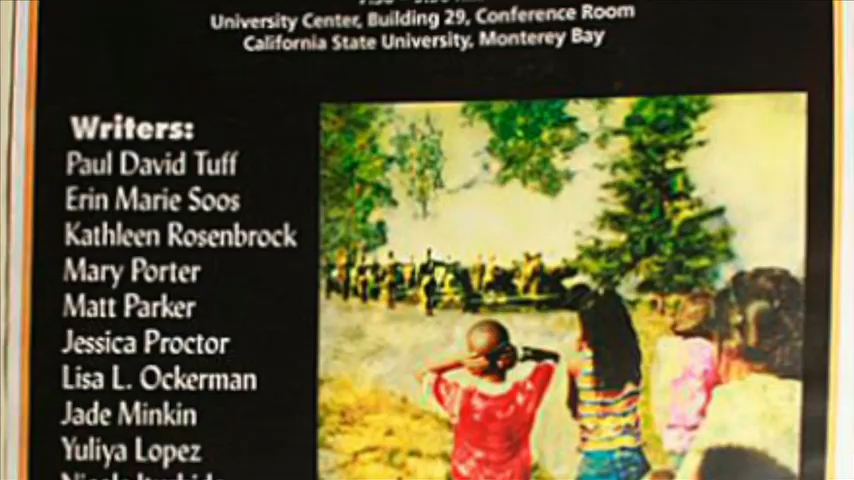 University Center, Building 29, Conference Room
California State University, Monterey Bay
Writers:
Paul David Tuff
Erin Marie Soos
Kathleen Rosenbrock
Mary Porter
Matt Parker
Jessica Proctor
Lisa L. Ockerman
Jade Minkin
Yuliya Lopez